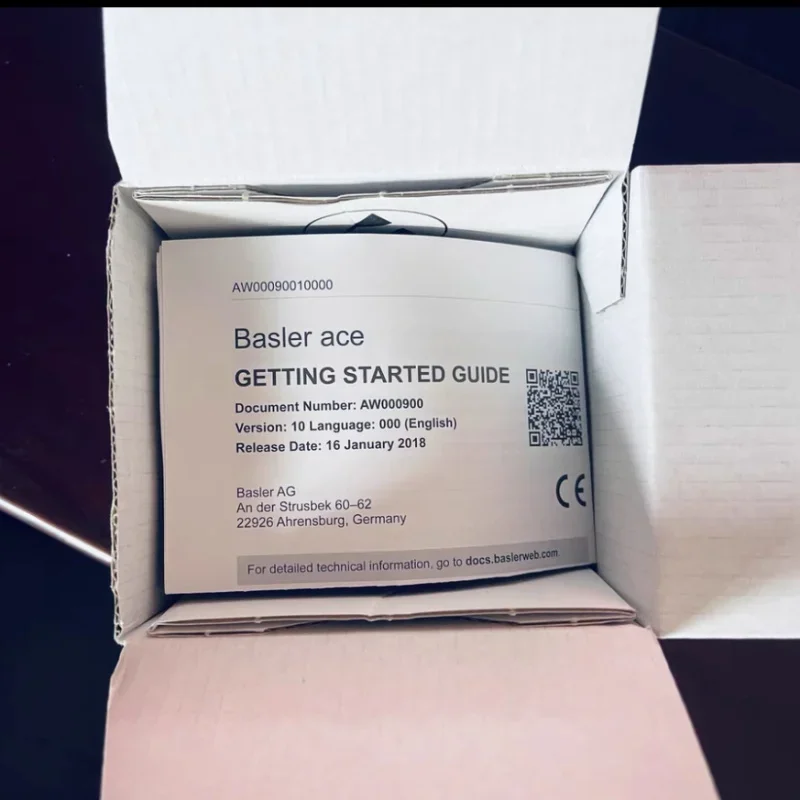 AW00090010000
Basler ace
GETTING STARTED GUIDE
Document Number: AW000900
Version: 10 Language: 000 (English)
Release Date: 16 January 2018
Basler AG
An der Strusbek 60–62
22926 Ahrensburg, Germany
CE
For detailed technical information, go to docs.baslerweb.com.